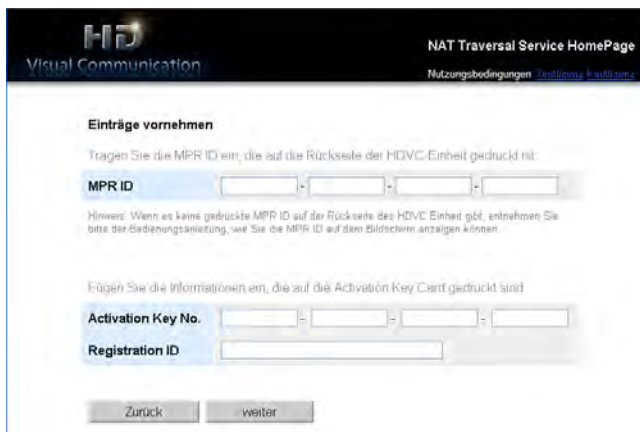 HD
Visual Communication
NAT Traversal Service HomePage
Nutzungsbedingungen Testlizenz Kauflizenz
Einträge vornehmen
Tragen Sie die MPR ID ein, die auf die Rückseite der HDVC-Einheit gedruckt ist:
MPR ID - - -
Hinweis: Wenn es keine gedruckte MPR ID auf der Rückseite des HDVC Einheit gibt, entnehmen Sie
bitte der Bedienungsanleitung, wie Sie die MPR ID auf dem Bildschirm anzeigen können.
Fügen Sie die Informationen ein, die auf die Activation Key Card gedruckt sind
Activation Key No. - - -
Registration ID
Zurück weiter